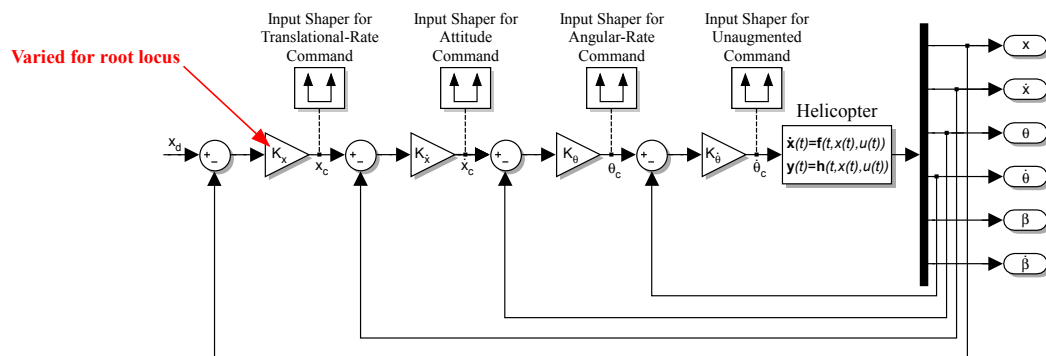 Input Shaper for
Translational-Rate
Command
Input Shaper for
Attitude
Command
Input Shaper for
Angular-Rate
Command
Input Shaper for
Unaugmented
Command
Varied for root locus
Helicopter
x_d
+
−
K_x
x_c
+
−
K_ẋ
ẋ_c
+
−
K_θ
θ_c
+
−
K_θ̇
θ̇_c
ẋ(t)=f(t,x(t),u(t))
y(t)=h(t,x(t),u(t))
x
ẋ
θ
θ̇
β
β̇